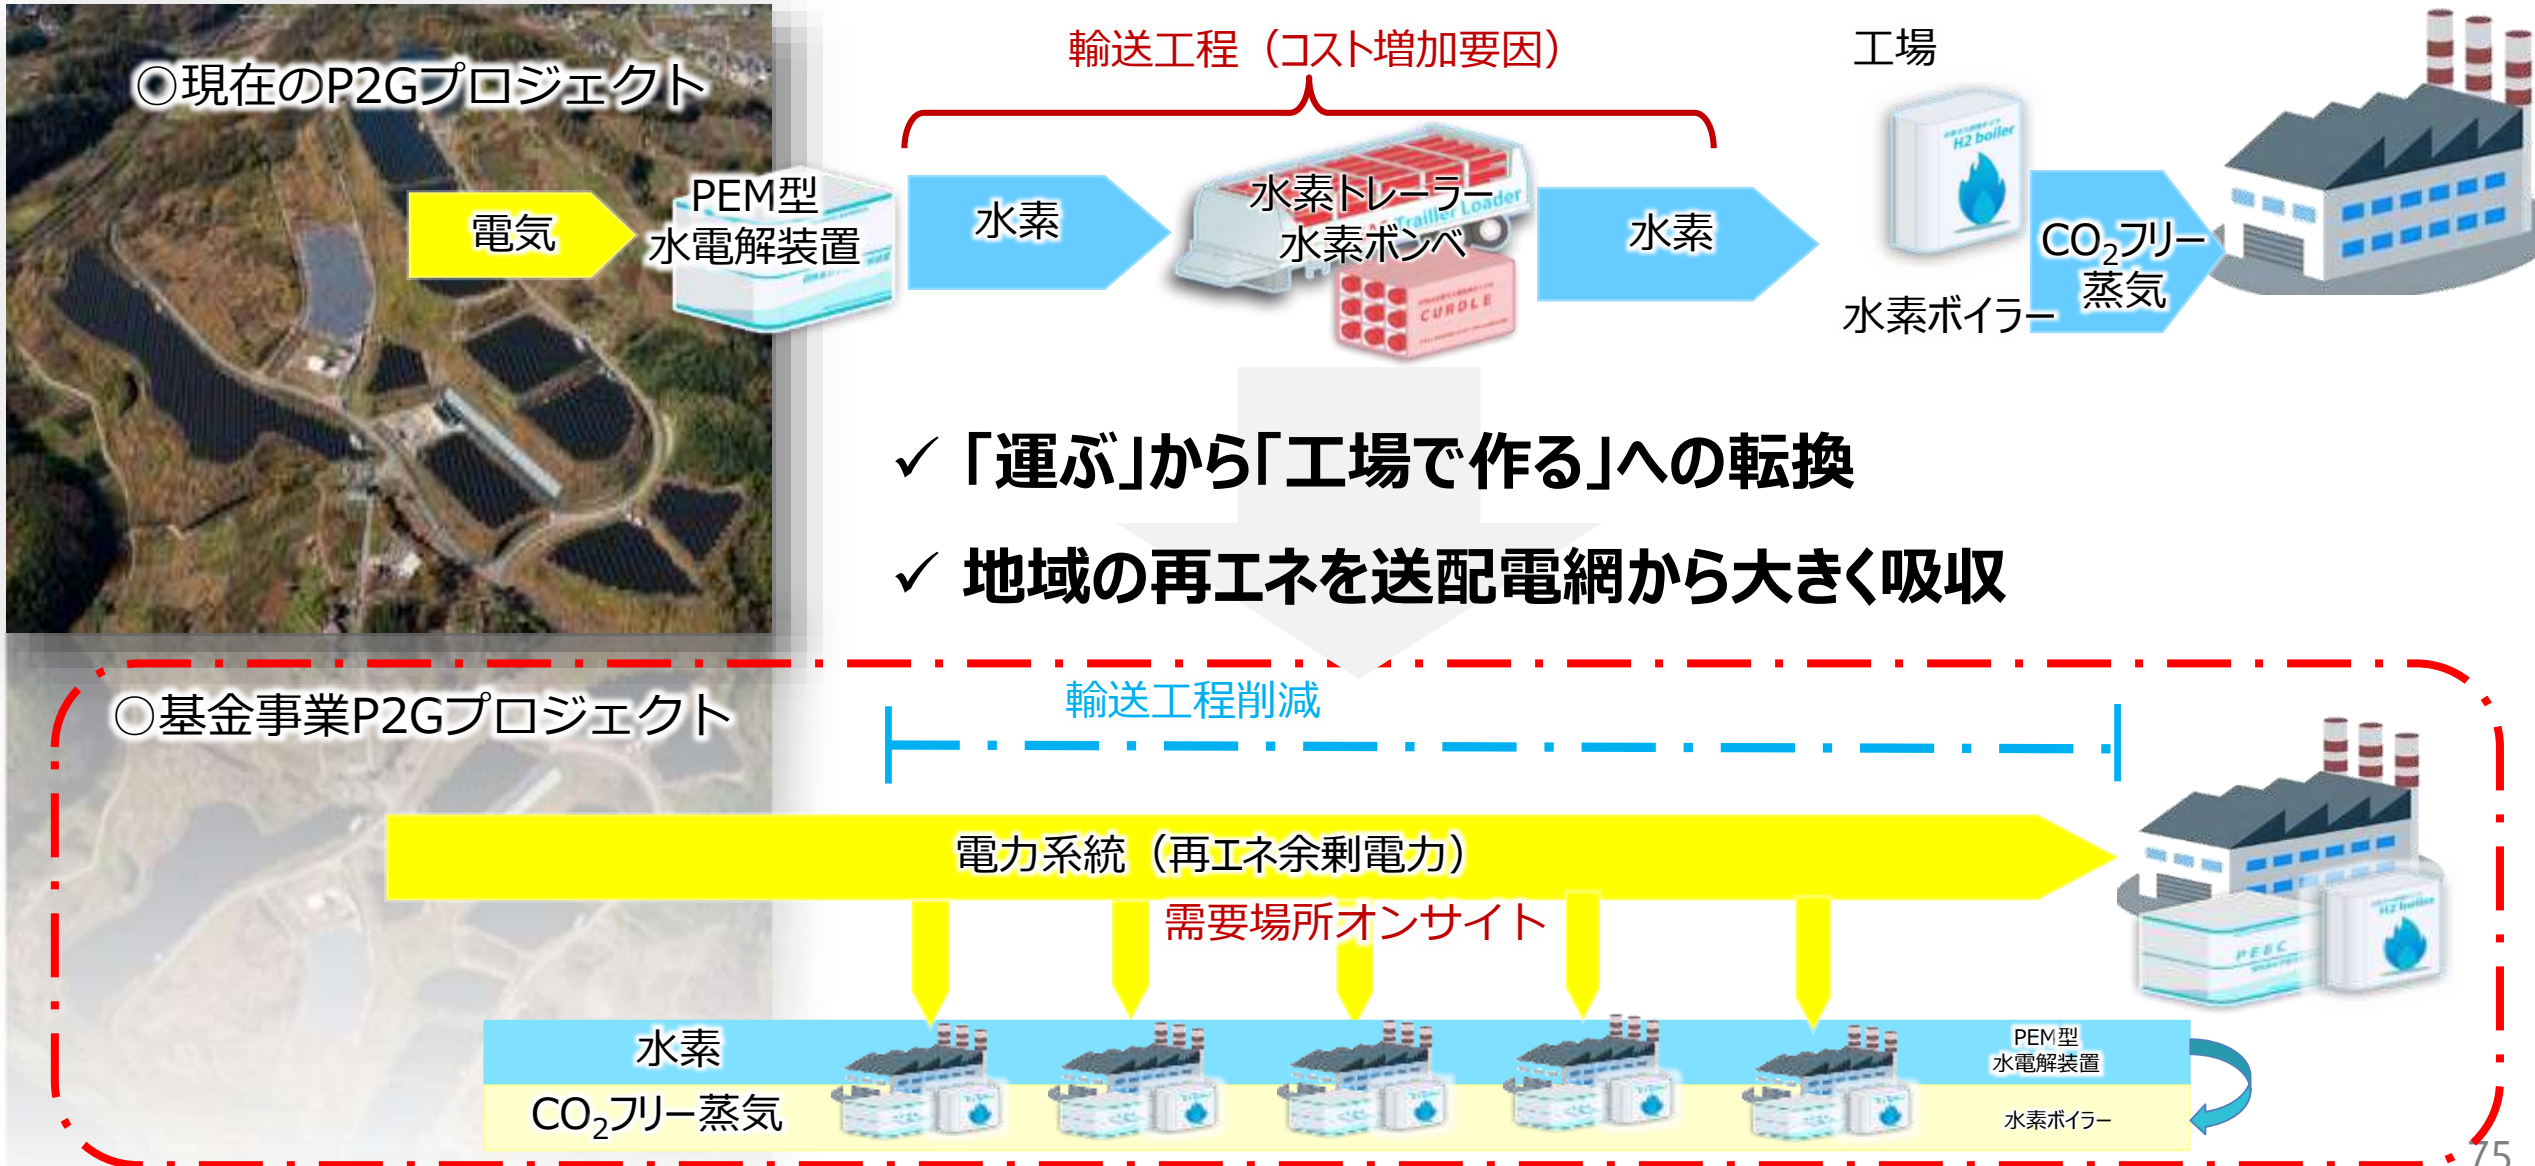 ◎現在のP2Gプロジェクト
輸送工程（コスト増加要因）
工場
電気
PEM型
水電解装置
水素
水素トレーラー
水素ボンベ
Trailler Loader
CURDLE
水素
H2 boiler
水素ボイラー
CO₂フリー
蒸気
✓ 「運ぶ」から「工場で作る」への転換
✓ 地域の再エネを送配電網から大きく吸収
○基金事業P2Gプロジェクト
輸送工程削減
電力系統（再エネ余剰電力）
需要場所オンサイト
H2 boiler
水素
PEM型
水電解装置
CO₂フリー蒸気
水素ボイラー
75